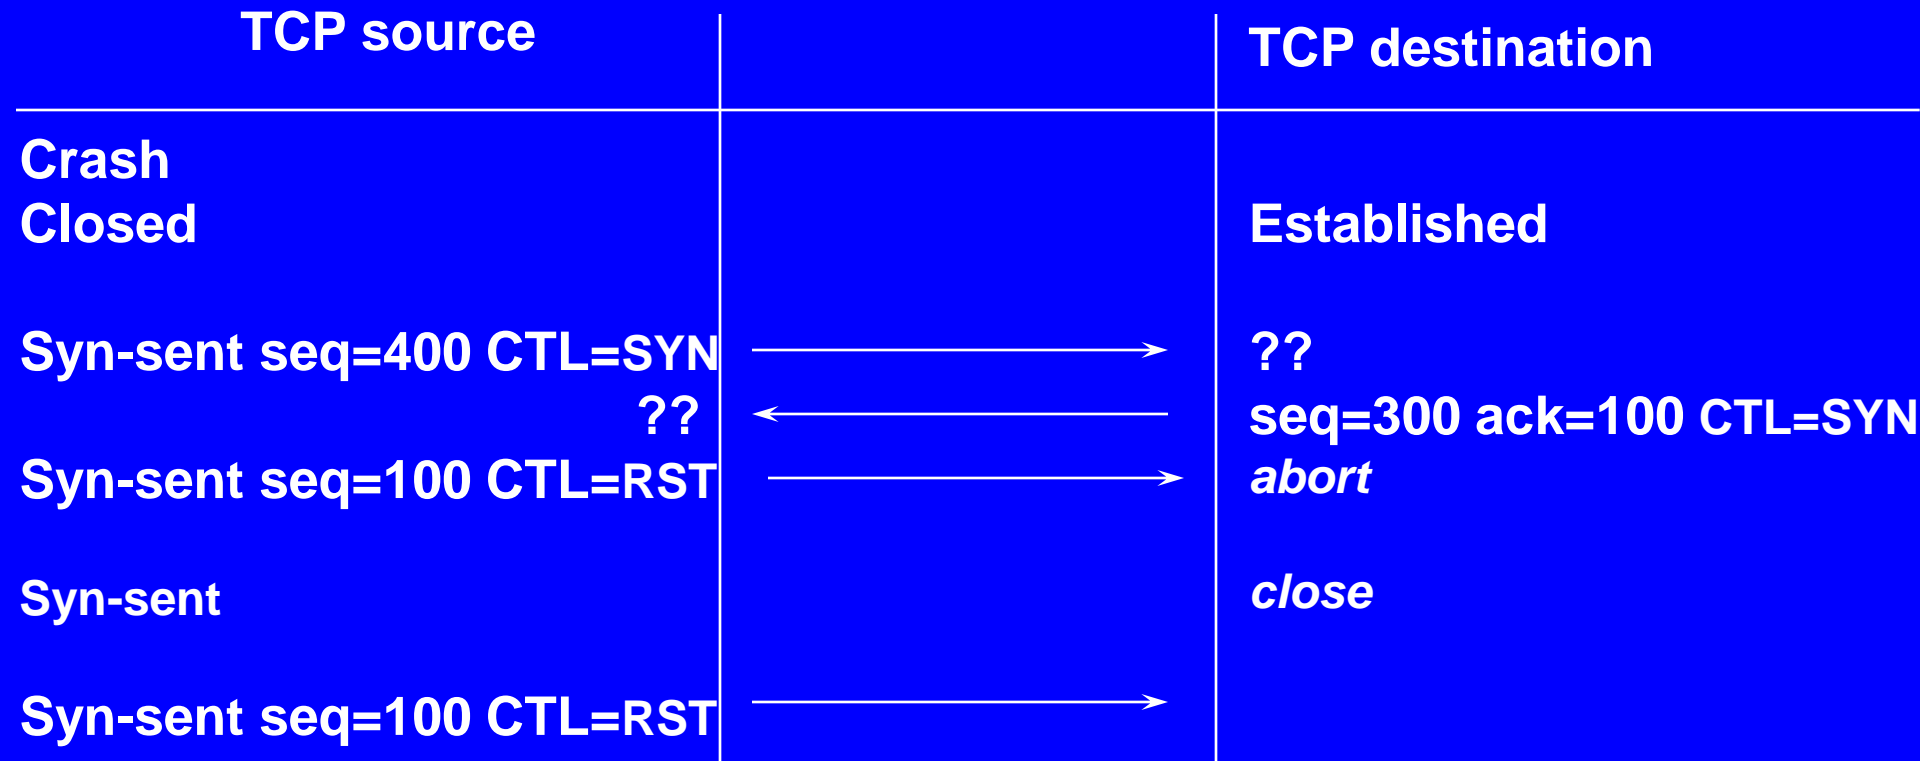 TCP source
TCP destination
Crash
Closed
Established
Syn-sent seq=400 CTL=SYN
??
??
seq=300 ack=100 CTL=SYN
Syn-sent seq=100 CTL=RST
abort
Syn-sent
close
Syn-sent seq=100 CTL=RST